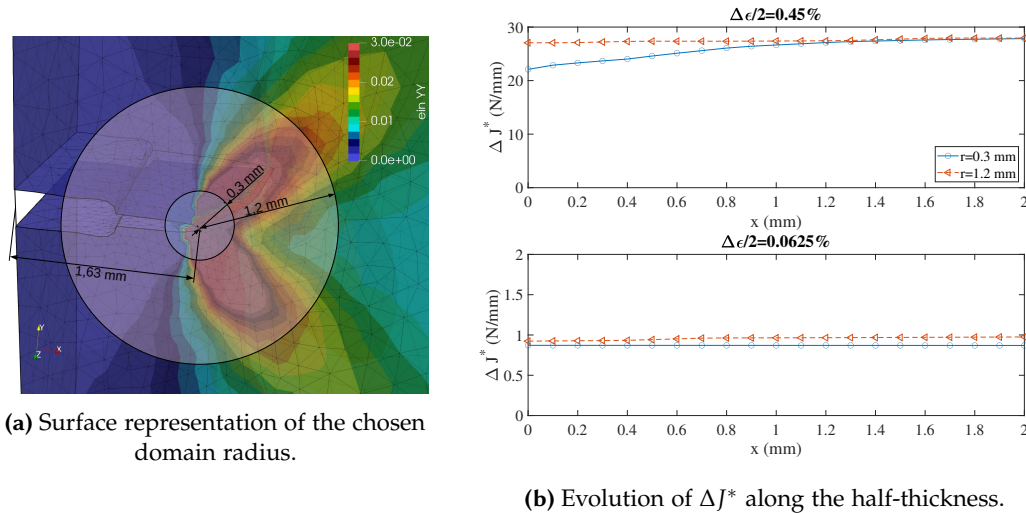 3.0e-02
0.02
0.01
0.0e+00
ein YY
0.3 mm
1.2 mm
1,63 mm
Y
Z
X
(a) Surface representation of the chosen
domain radius.
Δϵ/2=0.45%
30
20
10
0
Δ J* (N/mm)
r=0.3 mm
r=1.2 mm
0 0.2 0.4 0.6 0.8 1 1.2 1.4 1.6 1.8 2
x (mm)
Δϵ/2=0.0625%
2
1.5
1
0.5
0
Δ J* (N/mm)
0 0.2 0.4 0.6 0.8 1 1.2 1.4 1.6 1.8 2
x (mm)
(b) Evolution of ΔJ* along the half-thickness.